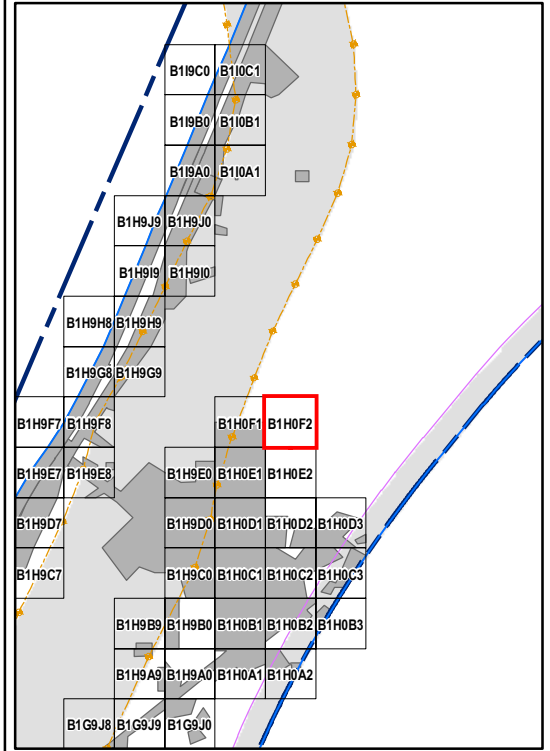 B1I9C0 B1I0C1
B1I9B0 B1I0B1
B1I9A0 B1I0A1
B1H9J9 B1H9J0
B1H9I9 B1H9I0
B1H9H8 B1H9H9
B1H9G8 B1H9G9
B1H9F7 B1H9F8 B1H0F1 B1H0F2
B1H9E7 B1H9E8 B1H9E0 B1H0E1 B1H0E2
B1H9D7 B1H9D0 B1H0D1 B1H0D2 B1H0D3
B1H9C7 B1H9C0 B1H0C1 B1H0C2 B1H0C3
B1H9B9 B1H9B0 B1H0B1 B1H0B2 B1H0B3
B1H9A9 B1H9A0 B1H0A1 B1H0A2
B1G9J8 B1G9J9 B1G9J0